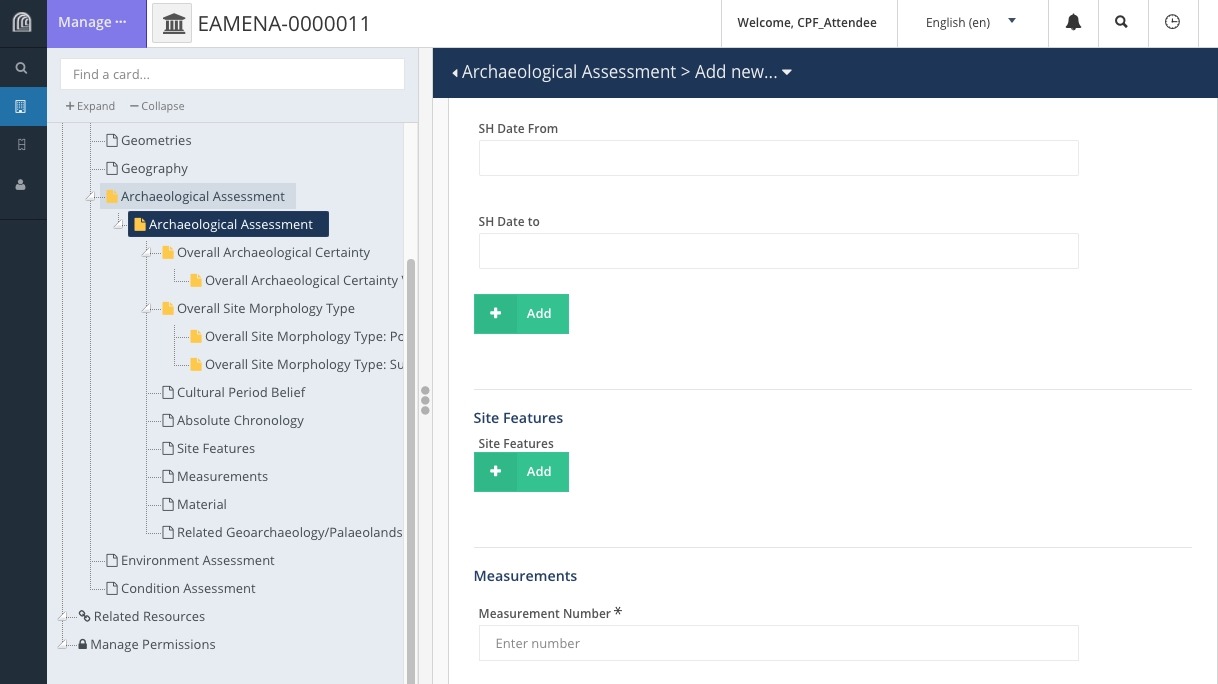 Manage ...
EAMENA-0000011
Welcome, CPF_Attendee
English (en)
Find a card...
Expand
Collapse
Geometries
Geography
Archaeological Assessment
Archaeological Assessment
Overall Archaeological Certainty
Overall Archaeological Certainty
Overall Site Morphology Type
Overall Site Morphology Type: Po
Overall Site Morphology Type: Su
Cultural Period Belief
Absolute Chronology
Site Features
Measurements
Material
Related Geoarchaeology/Palaeolands
Environment Assessment
Condition Assessment
Related Resources
Manage Permissions
Archaeological Assessment > Add new...
SH Date From
SH Date to
Add
Site Features
Site Features
Add
Measurements
Measurement Number *
Enter number